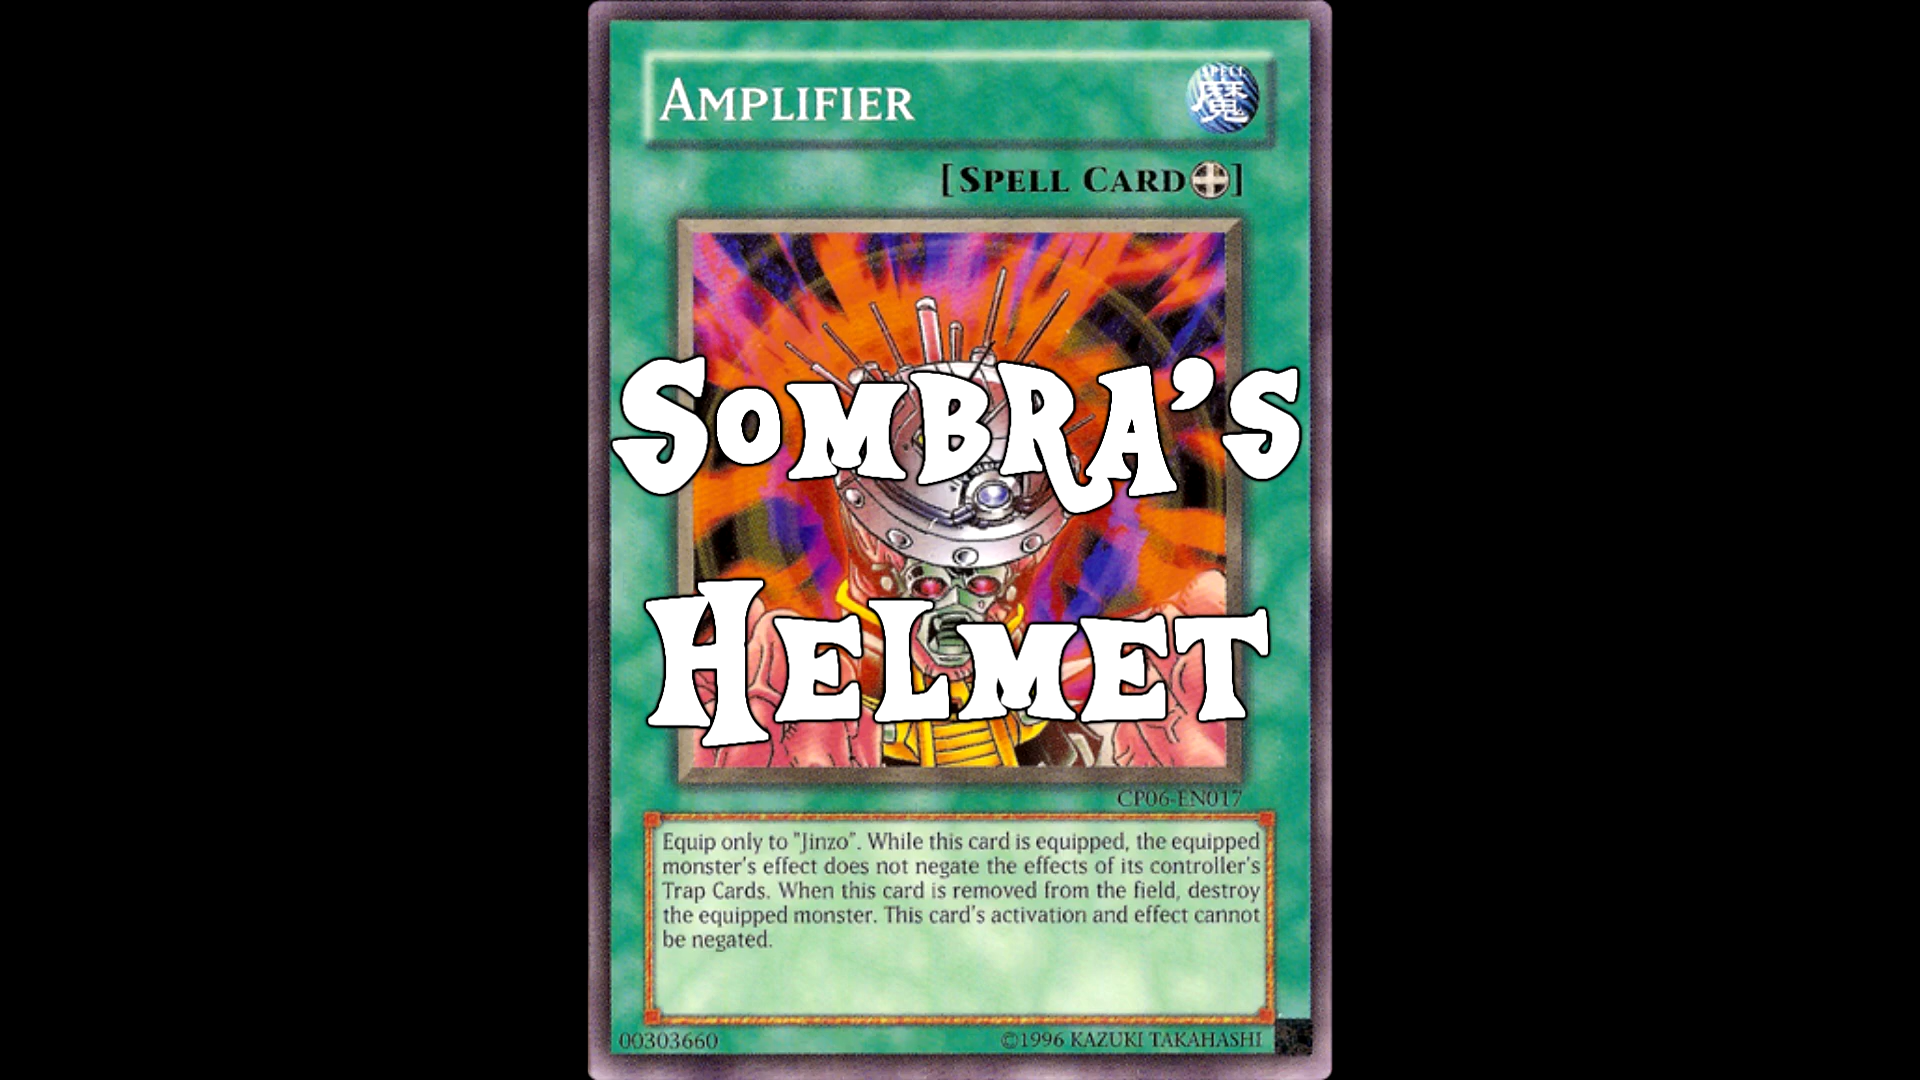 Amplifier
SPELL
魔
[Spell Card]
Sombra's
Helmet
CP06-EN017
Equip only to "Jinzo". While this card is equipped, the equipped
monster's effect does not negate the effects of its controller's
Trap Cards. When this card is removed from the field, destroy
the equipped monster. This card's activation and effect cannot
be negated.
00303660
©1996 KAZUKI TAKAHASHI